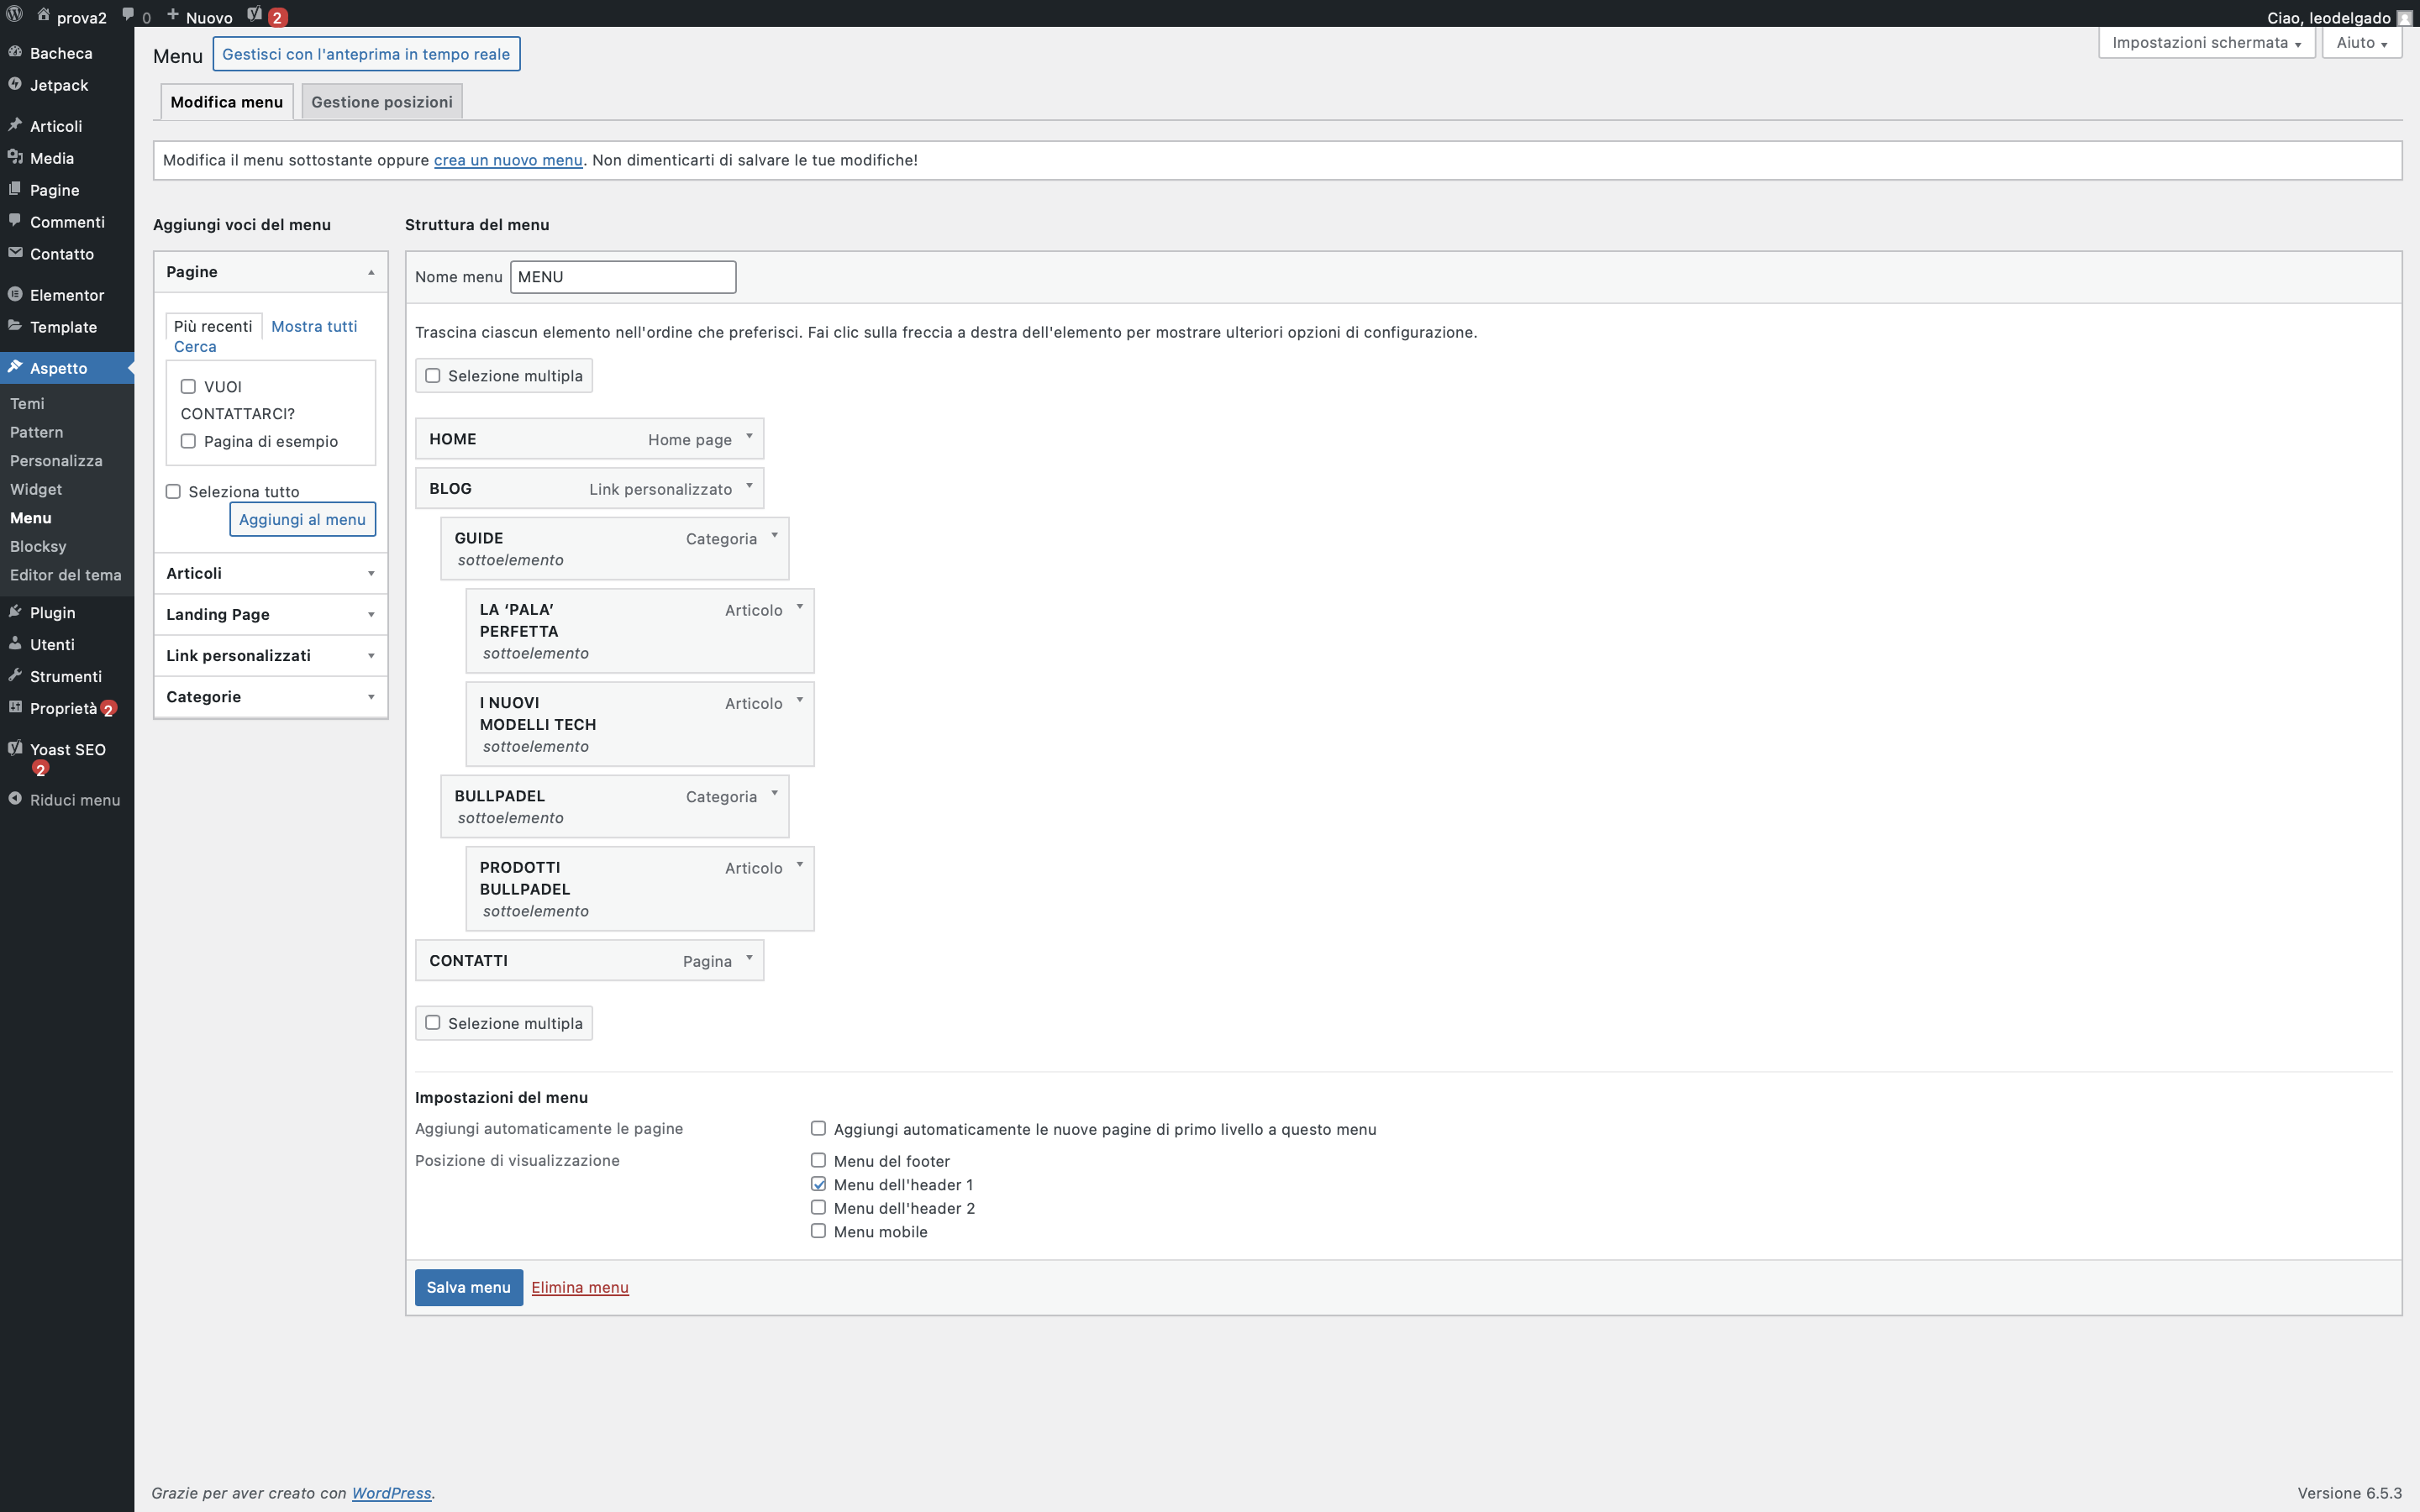 prova2 0 Nuovo 2 Ciao, leodelgado
Bacheca
Jetpack
Articoli
Media
Pagine
Commenti
Contatto
Elementor
Template
Aspetto
Temi
Pattern
Personalizza
Widget
Menu
Blocksy
Editor del tema
Plugin
Utenti
Strumenti
Proprietà 2
Yoast SEO
2
Riduci menu
Menu Gestisci con l'anteprima in tempo reale
Impostazioni schermata Aiuto
Modifica menu Gestione posizioni
Modifica il menu sottostante oppure crea un nuovo menu. Non dimenticarti di salvare le tue modifiche!
Aggiungi voci del menu
Pagine
Più recenti Mostra tutti
Cerca
VUOI
CONTATTARCI?
Pagina di esempio
Seleziona tutto
Aggiungi al menu
Articoli
Landing Page
Link personalizzati
Categorie
Struttura del menu
Nome menu MENU
Trascina ciascun elemento nell'ordine che preferisci. Fai clic sulla freccia a destra dell'elemento per mostrare ulteriori opzioni di configurazione.
Selezione multipla
HOME Home page
BLOG Link personalizzato
GUIDE Categoria
sottoelemento
LA ‘PALA’ Articolo
PERFETTA
sottoelemento
I NUOVI Articolo
MODELLI TECH
sottoelemento
BULLPADEL Categoria
sottoelemento
PRODOTTI Articolo
BULLPADEL
sottoelemento
CONTATTI Pagina
Selezione multipla
Impostazioni del menu
Aggiungi automaticamente le pagine Aggiungi automaticamente le nuove pagine di primo livello a questo menu
Posizione di visualizzazione Menu del footer
Menu dell'header 1
Menu dell'header 2
Menu mobile
Salva menu Elimina menu
Grazie per aver creato con WordPress. Versione 6.5.3